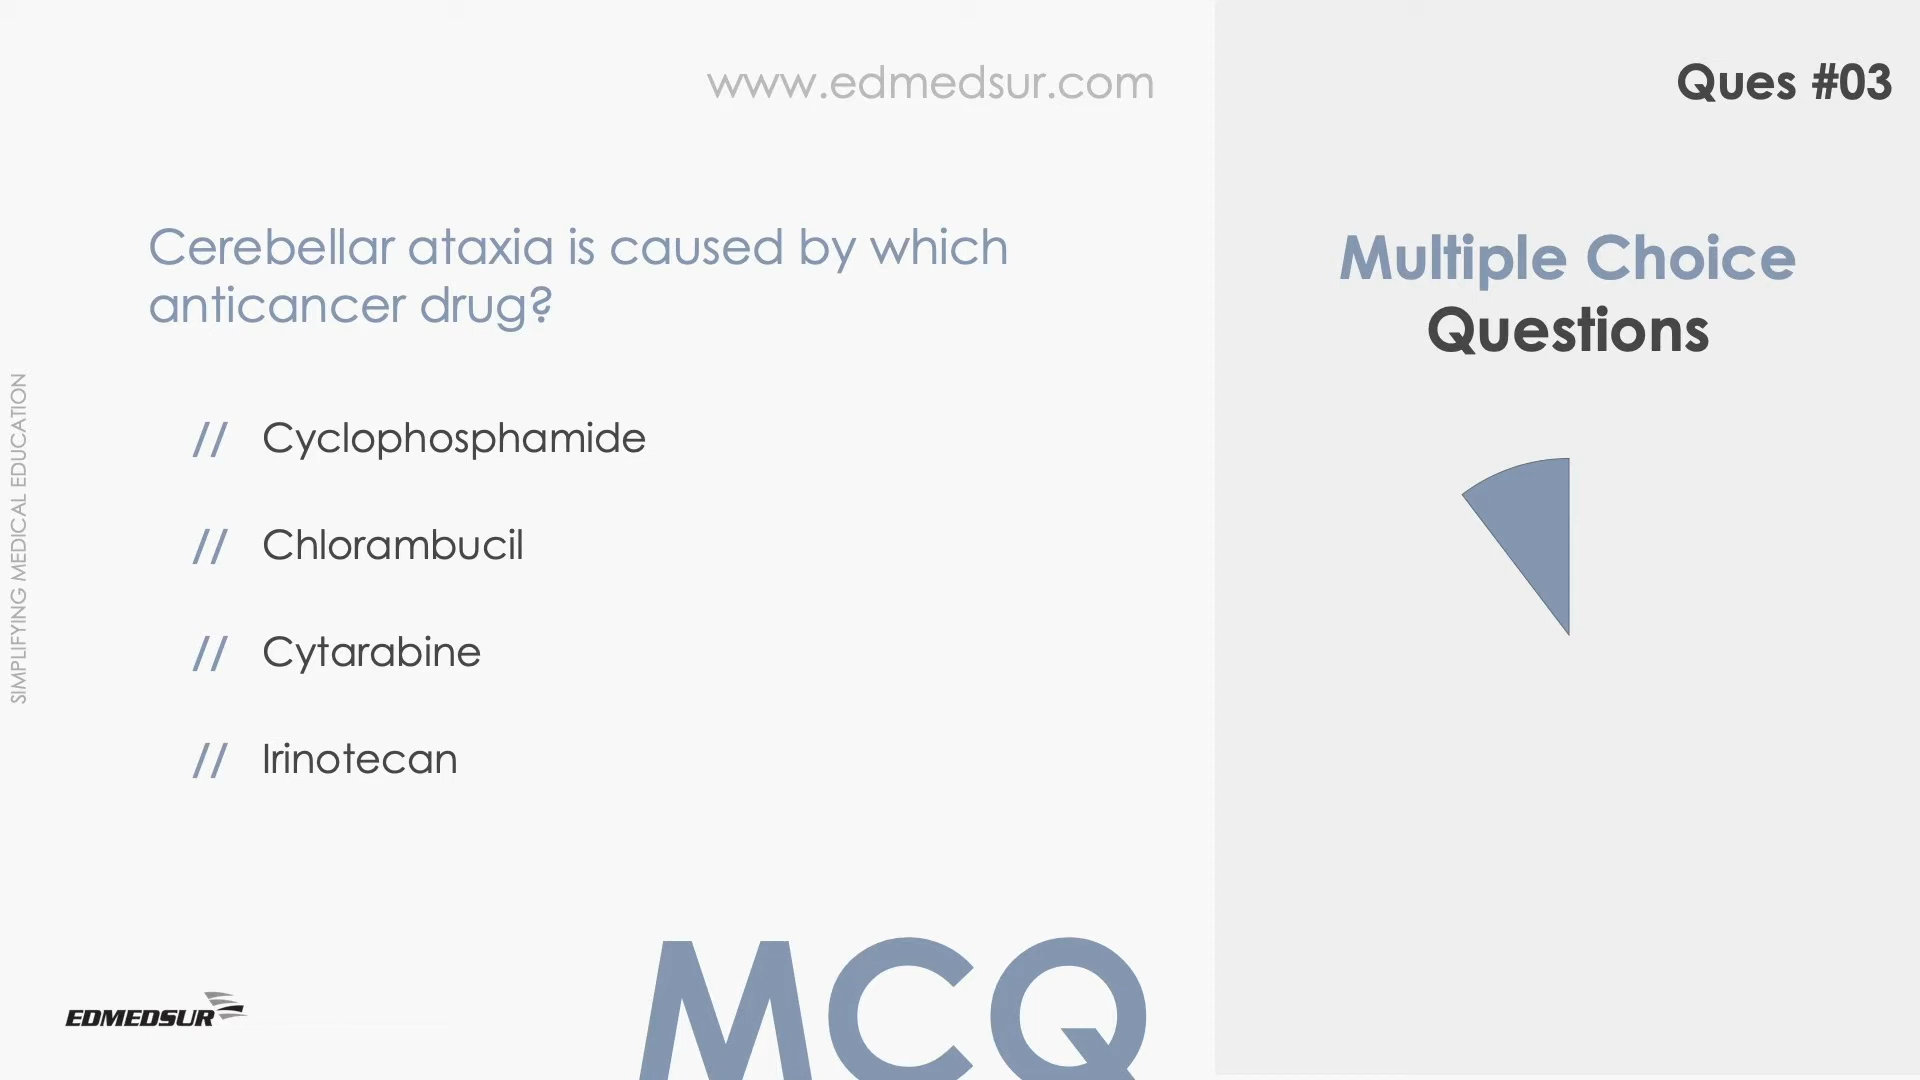 www.edmedsur.com
Ques #03
Cerebellar ataxia is caused by which
anticancer drug?
// Cyclophosphamide
// Chlorambucil
// Cytarabine
// Irinotecan
Multiple Choice
Questions
SIMPLIFYING MEDICAL EDUCATION
EDMEDSUR
MCQ